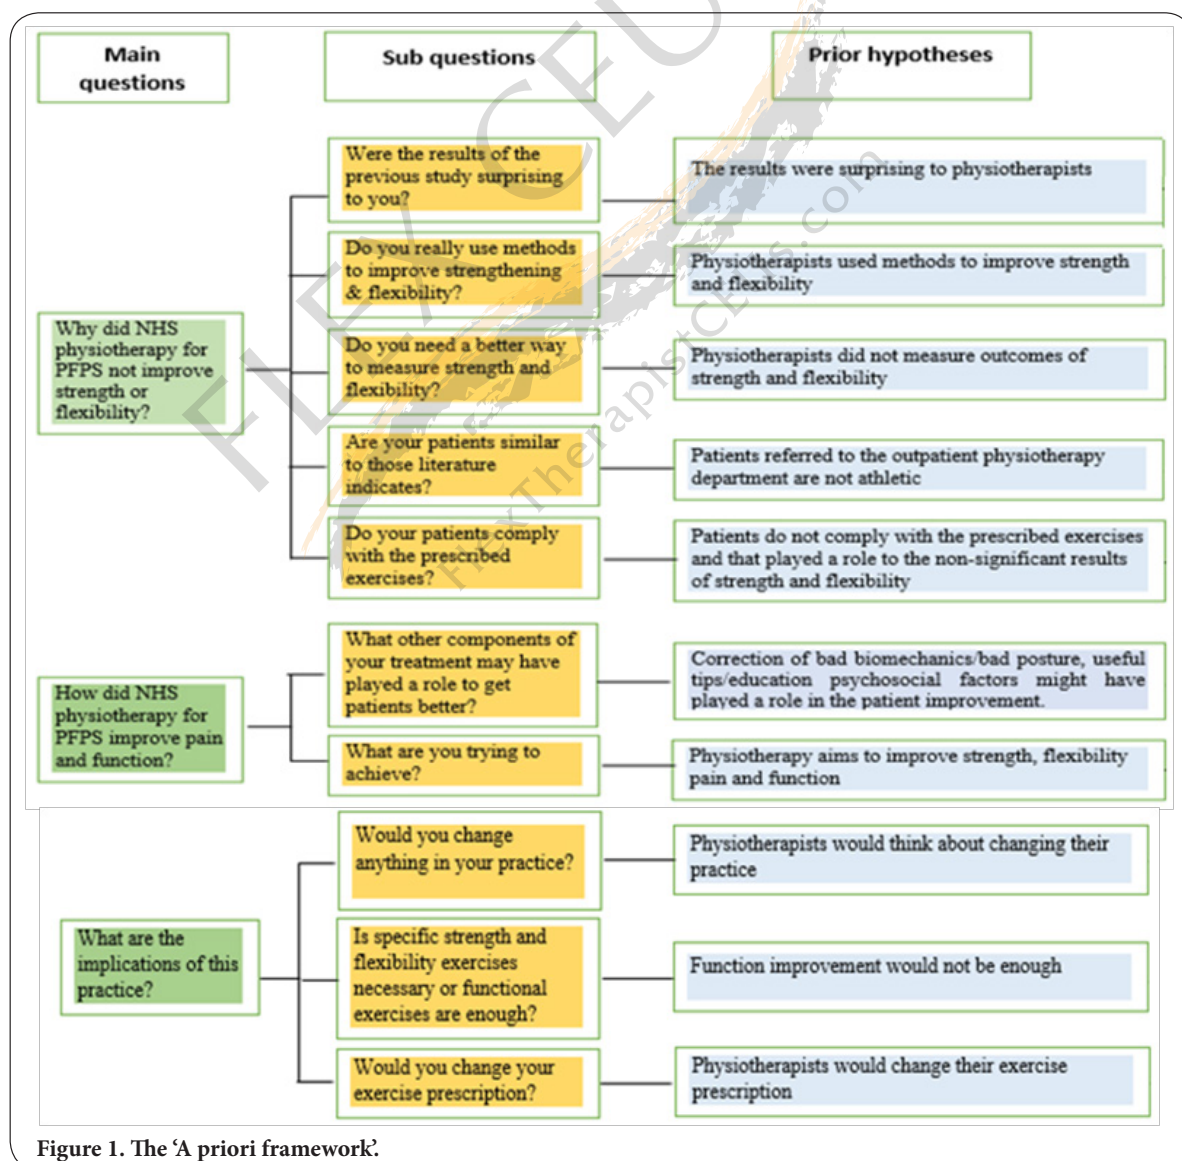 Main
questions
Sub questions
Prior hypotheses
Were the results of the
previous study surprising
to you?
The results were surprising to physiotherapists
Do you really use methods
to improve strengthening
& flexibility?
Physiotherapists used methods to improve strength
and flexibility
Why did NHS
physiotherapy for
PFPS not improve
strength or
flexibility?
Do you need a better way
to measure strength and
flexibility?
Physiotherapists did not measure outcomes of
strength and flexibility
Are your patients similar
to those literature
indicates?
Patients referred to the outpatient physiotherapy
department are not athletic
Do your patients comply
with the prescribed
exercises?
Patients do not comply with the prescribed exercises
and that played a role to the non-significant results
of strength and flexibility
How did NHS
physiotherapy for
PFPS improve pain
and function?
What other components of
your treatment may have
played a role to get
patients better?
Correction of bad biomechanics/bad posture, useful
tips/education psychosocial factors might have
played a role in the patient improvement.
What are you trying to
achieve?
Physiotherapy aims to improve strength, flexibility
pain and function
What are the
implications of this
practice?
Would you change
anything in your practice?
Physiotherapists would think about changing their
practice
Is specific strength and
flexibility exercises
necessary or functional
exercises are enough?
Function improvement would not be enough
Would you change your
exercise prescription?
Physiotherapists would change their exercise
prescription
Figure 1. The ‘A priori framework’.
FLEX CEU
FlexTherapistCEUs.com